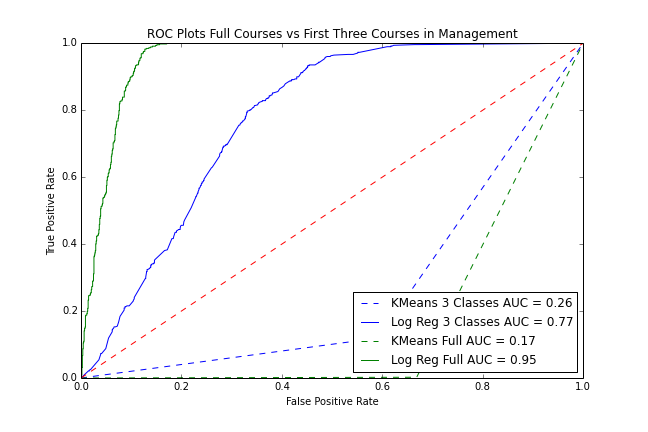 ROC Plots Full Courses vs First Three Courses in Management
1.0
0.8
0.6
0.4
0.2
0.0
True Positive Rate
KMeans 3 Classes AUC = 0.26
Log Reg 3 Classes AUC = 0.77
KMeans Full AUC = 0.17
Log Reg Full AUC = 0.95
0.0
0.2
0.4
0.6
0.8
1.0
False Positive Rate